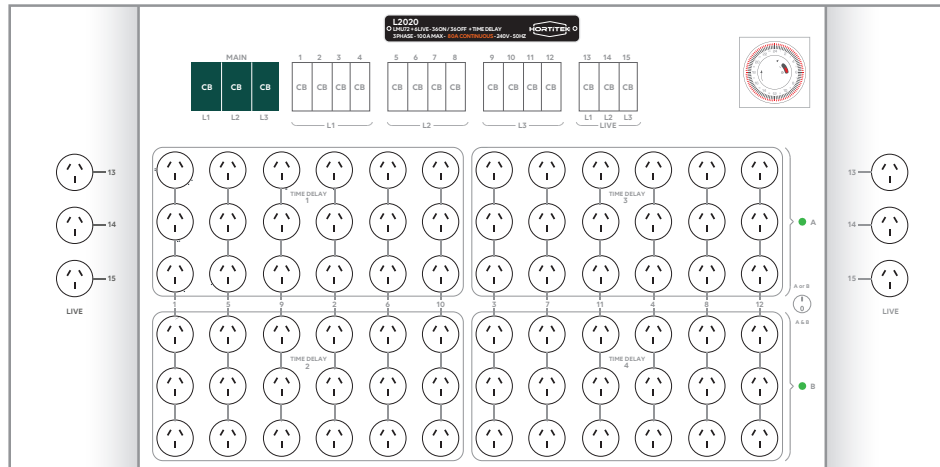 L2020
LMUT72 + 6LIVE - 36ON / 36OFF + TIME DELAY
3PHASE - 100A MAX - 80A CONTINUOUS - 240V - 50HZ
HORTITEK
MAIN
1 2 3 4 5 6 7 8 9 10 11 12 13 14 15
CB CB CB CB CB CB CB CB CB CB CB CB CB CB CB CB CB CB
L1 L2 L3 L1 L2 L3
L1 L2 L3 LIVE
13
14
15
LIVE
TIME DELAY
1
TIME DELAY
3
A
13
14
15
LIVE
1 5 9 2 6 10 3 7 11 4 8 12
A or B
0
A & B
TIME DELAY
2
TIME DELAY
4
B